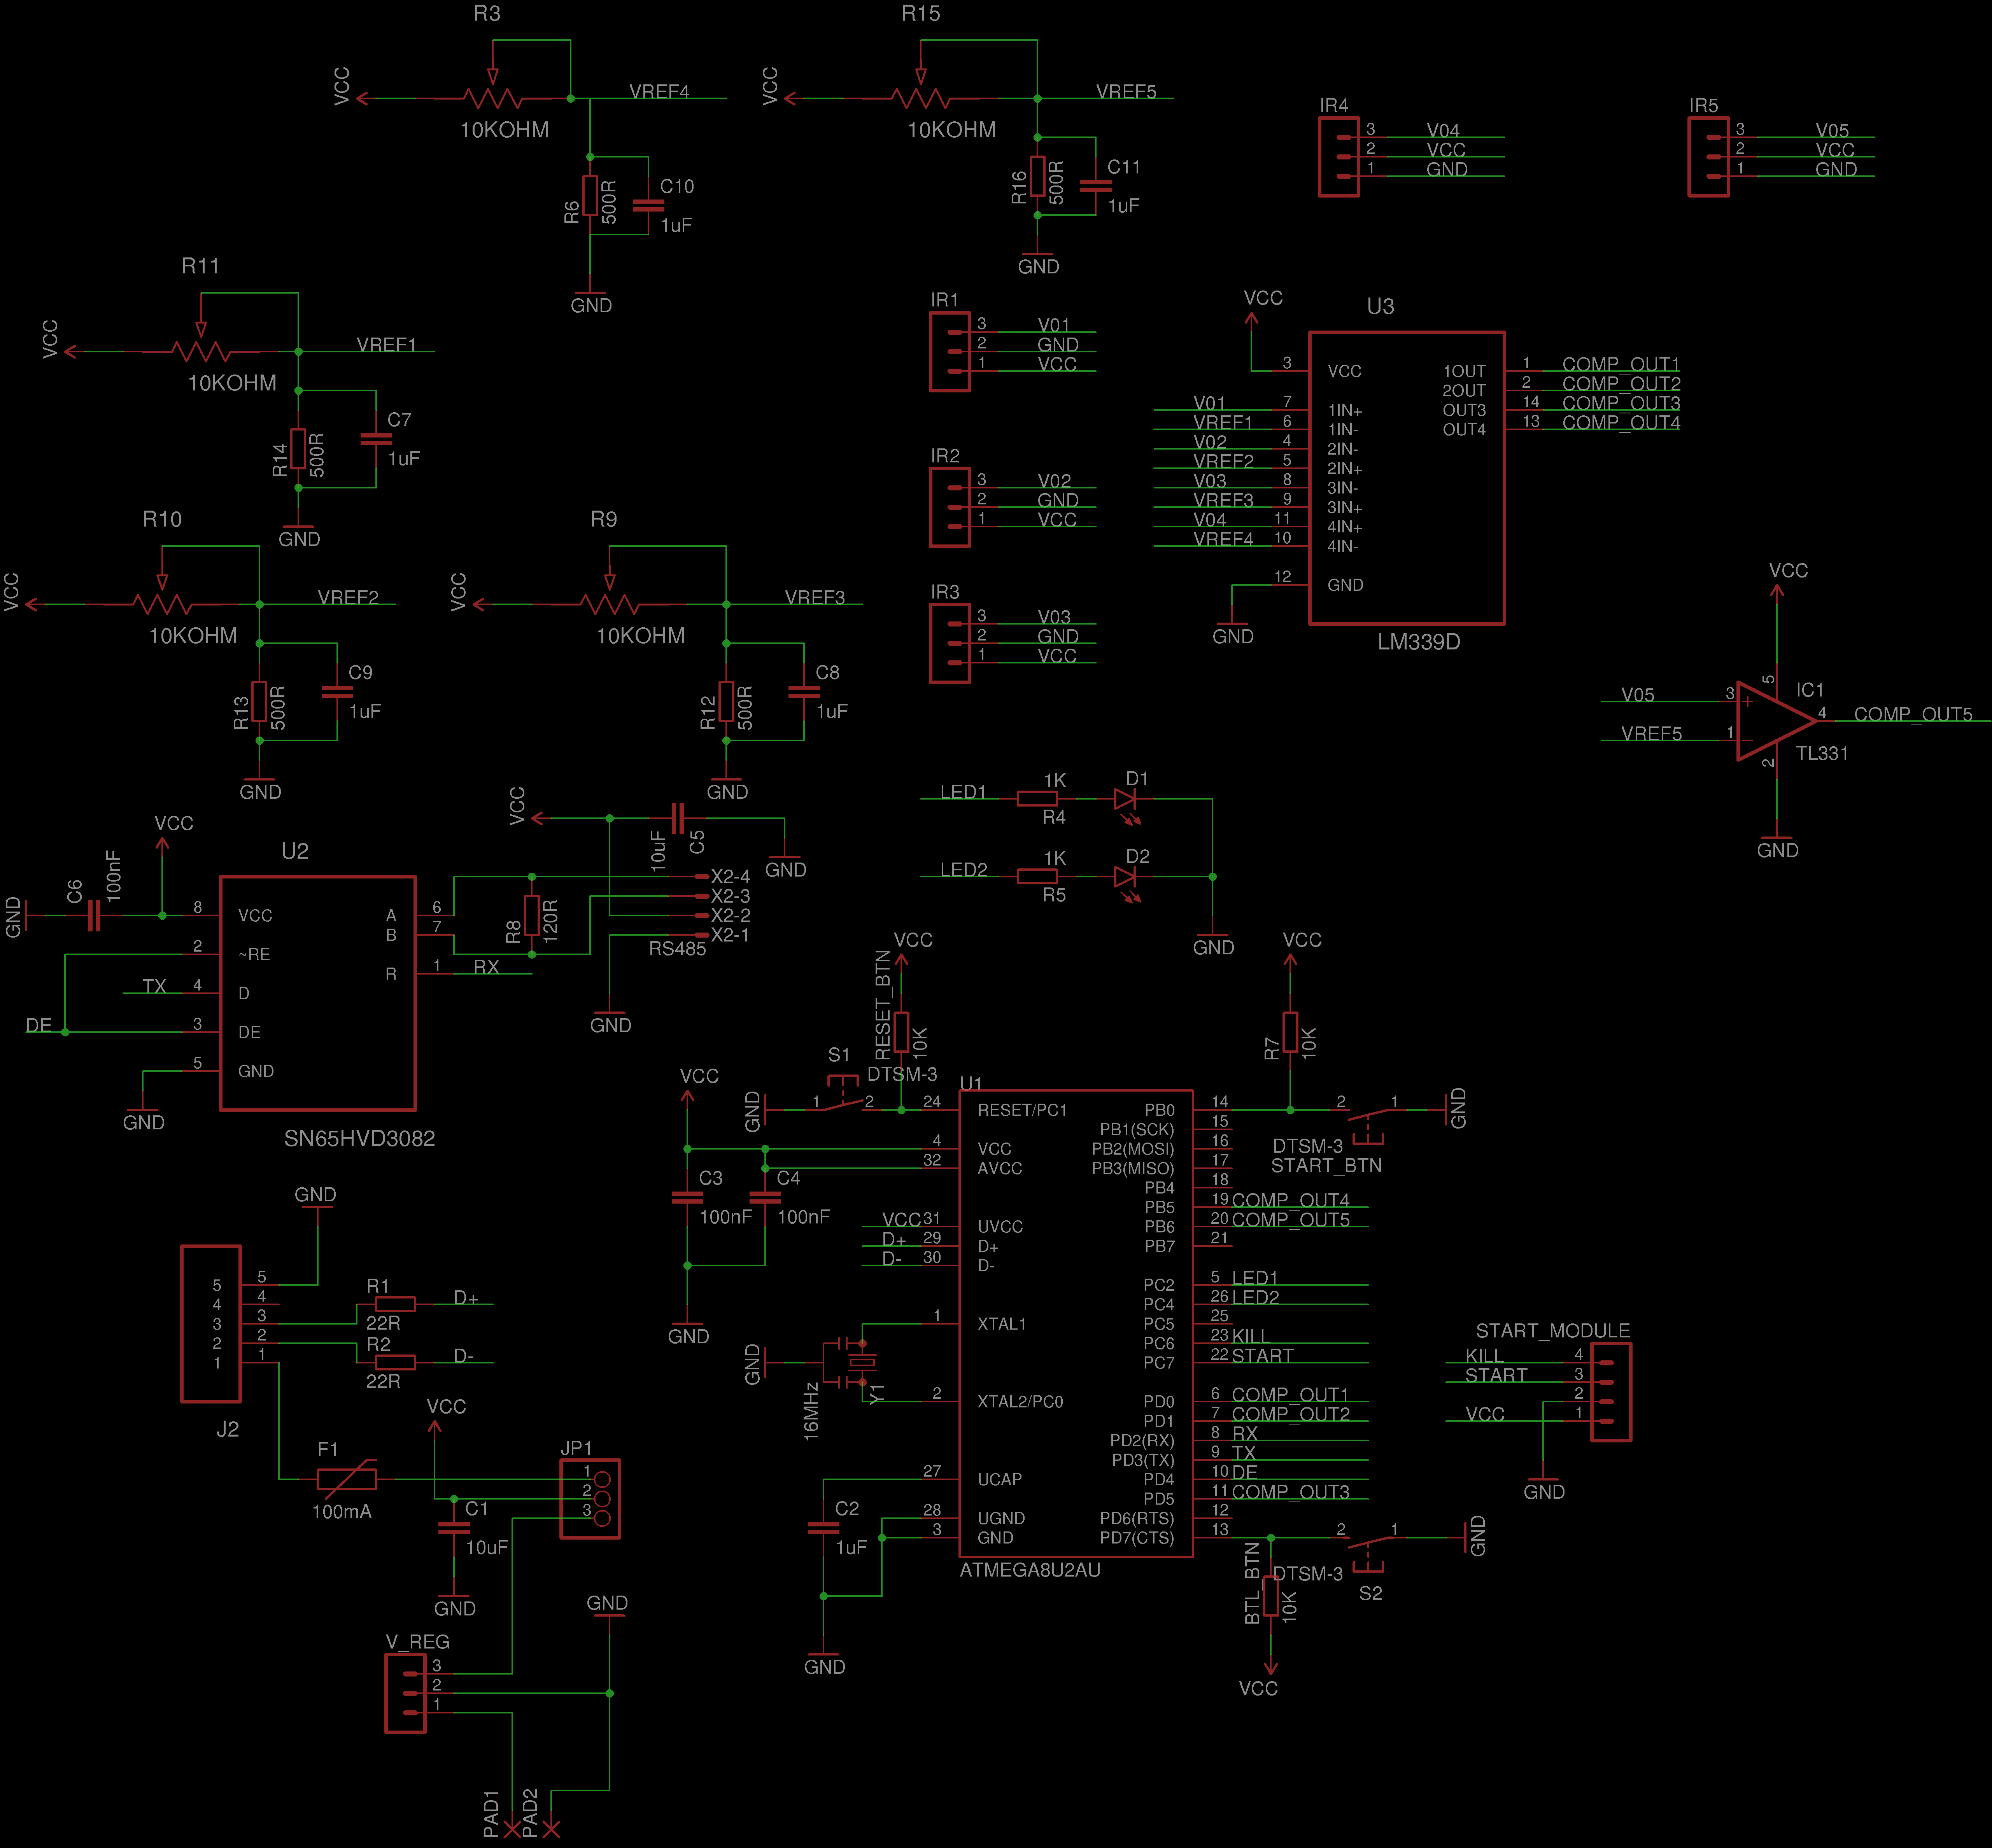 R3
VCC
VREF4
10KOHM
R6
500R
C10
1uF
GND
R15
VCC
VREF5
10KOHM
R16
500R
C11
1uF
GND
IR4
3 V04
2 VCC
1 GND
IR5
3 V05
2 VCC
1 GND
R11
VCC
VREF1
10KOHM
R14
500R
C7
1uF
GND
IR1
3 V01
2 GND
1 VCC
IR2
3 V02
2 GND
1 VCC
IR3
3 V03
2 GND
1 VCC
VCC
U3
3 VCC
V01 7 1IN+
VREF1 6 1IN-
V02 4 2IN-
VREF2 5 2IN+
V03 8 3IN-
VREF3 9 3IN+
V04 11 4IN+
VREF4 10 4IN-
12 GND
GND
1OUT 1 COMP_OUT1
2OUT 2 COMP_OUT2
OUT3 14 COMP_OUT3
OUT4 13 COMP_OUT4
LM339D
R10
VCC
VREF2
10KOHM
R13
500R
C9
1uF
GND
R9
VCC
VREF3
10KOHM
R12
500R
C8
1uF
GND
VCC
5
IC1
V05 3 +
VREF5 1 -
4 COMP_OUT5
TL331
2
GND
LED1
1K
R4
D1
LED2
1K
R5
D2
GND
VCC
U2
C6
100nF
GND
8 VCC
2 ~RE
TX 4 D
DE 3 DE
5 GND
GND
A 6
B 7
R 1 RX
SN65HVD3082
VCC
10uF
C5
GND
R8
120R
X2-4
X2-3
X2-2
X2-1
RS485
GND
VCC
RESET_BTN
10K
S1
DTSM-3
GND
1 2
VCC
C3
100nF
C4
100nF
GND
U1
24 RESET/PC1
4 VCC
32 AVCC
VCC 31 UVCC
D+ 29 D+
D- 30 D-
1 XTAL1
2 XTAL2/PC0
27 UCAP
28 UGND
3 GND
GND
16MHz
Y1
C2
1uF
GND
ATMEGA8U2AU
PB0 14
PB1(SCK) 15
PB2(MOSI) 16
PB3(MISO) 17
PB4 18
PB5 19 COMP_OUT4
PB6 20 COMP_OUT5
PB7 21
PC2 5 LED1
PC4 26 LED2
PC5 25
PC6 23 KILL
PC7 22 START
PD0 6 COMP_OUT1
PD1 7 COMP_OUT2
PD2(RX) 8 RX
PD3(TX) 9 TX
PD4 10 DE
PD5 11 COMP_OUT3
PD6(RTS) 12
PD7(CTS) 13
VCC
R7
10K
2 1
GND
DTSM-3
START_BTN
START_MODULE
KILL 4
START 3
2
VCC 1
GND
2 1
GND
DTSM-3
S2
BTL_BTN
10K
VCC
GND
5 5
4 4
3 3
2 2
1 1
J2
R1
22R
D+
R2
22R
D-
VCC
F1
100mA
C1
10uF
GND
JP1
1
2
3
GND
V_REG
3
2
1
PAD1
PAD2